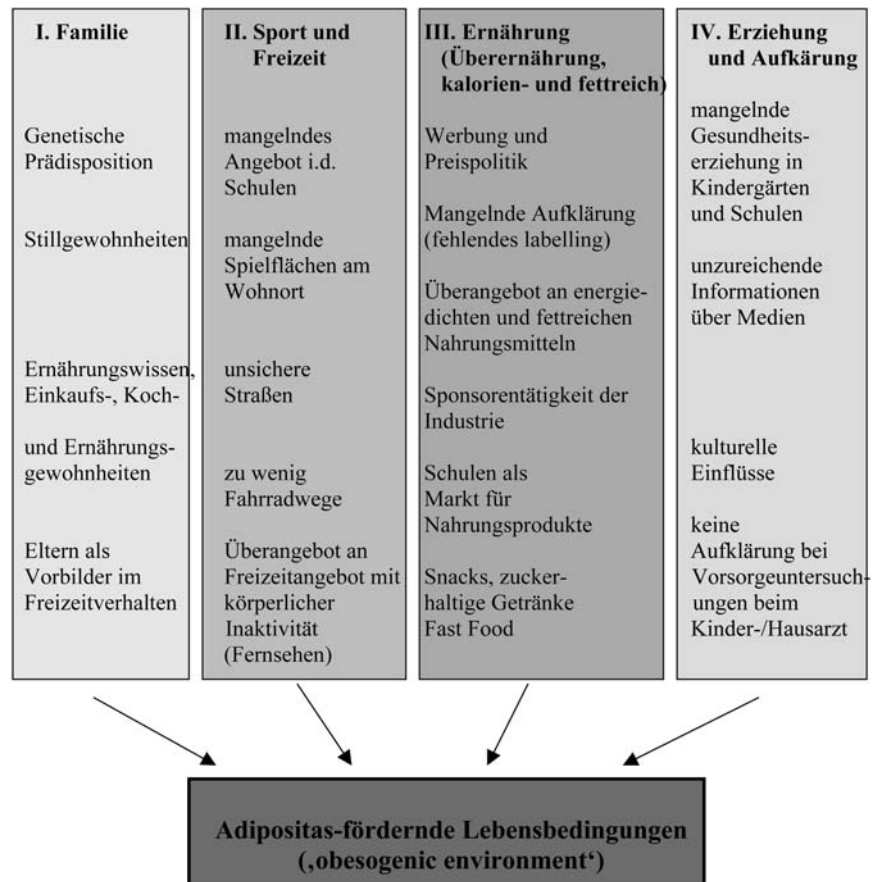 I. Familie
Genetische
Prädisposition
Stillgewohnheiten
Ernährungswissen,
Einkaufs-, Koch-
und Ernährungs-
gewohnheiten
Eltern als
Vorbilder im
Freizeitverhalten
II. Sport und
Freizeit
mangelndes
Angebot i.d.
Schulen
mangelnde
Spielflächen am
Wohnort
unsichere
Straßen
zu wenig
Fahrradwege
Überangebot an
Freizeitangebot mit
körperlicher
Inaktivität
(Fernsehen)
III. Ernährung
(Überernährung,
kalorien- und fettreich)
Werbung und
Preispolitik
Mangelnde Aufklärung
(fehlendes labelling)
Überangebot an energie-
dichten und fettreichen
Nahrungsmitteln
Sponsorentätigkeit der
Industrie
Schulen als
Markt für
Nahrungsprodukte
Snacks, zucker-
haltige Getränke
Fast Food
IV. Erziehung
und Aufkärung
mangelnde
Gesundheits-
erziehung in
Kindergärten
und Schulen
unzureichende
Informationen
über Medien
kulturelle
Einflüsse
keine
Aufklärung bei
Vorsorgeuntersuch-
ungen beim
Kinder-/Hausarzt
Adipositas-fördernde Lebensbedingungen
(‚obesogenic environment‘)